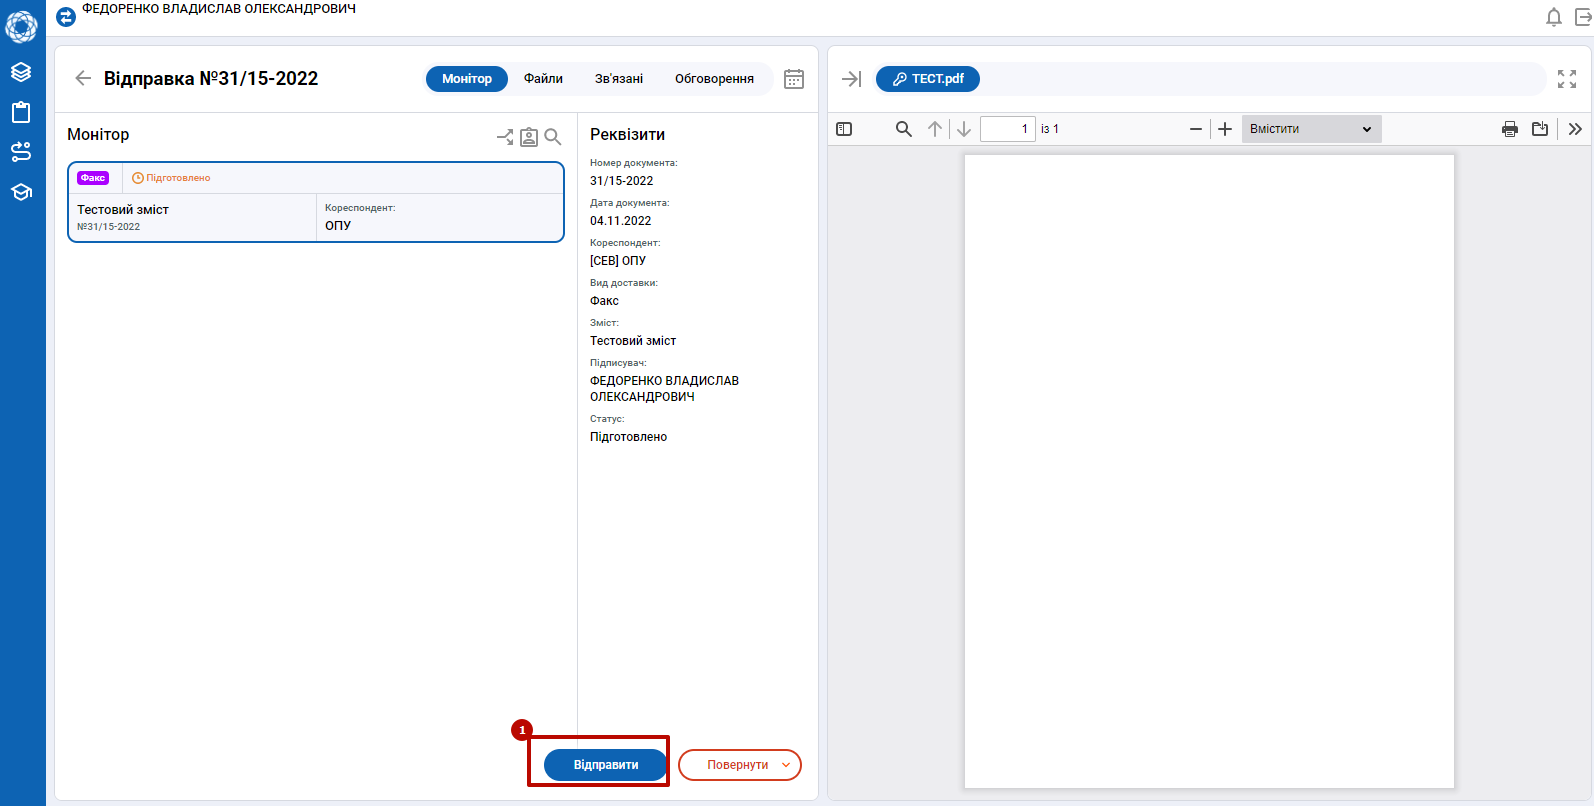 ФЕДОРЕНКО ВЛАДИСЛАВ ОЛЕКСАНДРОВИЧ
Відправка №31/15-2022
Монітор
Файли
Зв'язані
Обговорення
Монітор
Факс
Підготовлено
Тестовий зміст
№31/15-2022
Кореспондент:
ОПУ
Реквізити
Номер документа:
31/15-2022
Дата документа:
04.11.2022
Кореспондент:
[СЕВ] ОПУ
Вид доставки:
Факс
Зміст:
Тестовий зміст
Підписувач:
ФЕДОРЕНКО ВЛАДИСЛАВ
ОЛЕКСАНДРОВИЧ
Статус:
Підготовлено
1
Відправити
Повернути
ТЕСТ.pdf
1
із 1
Вмістити